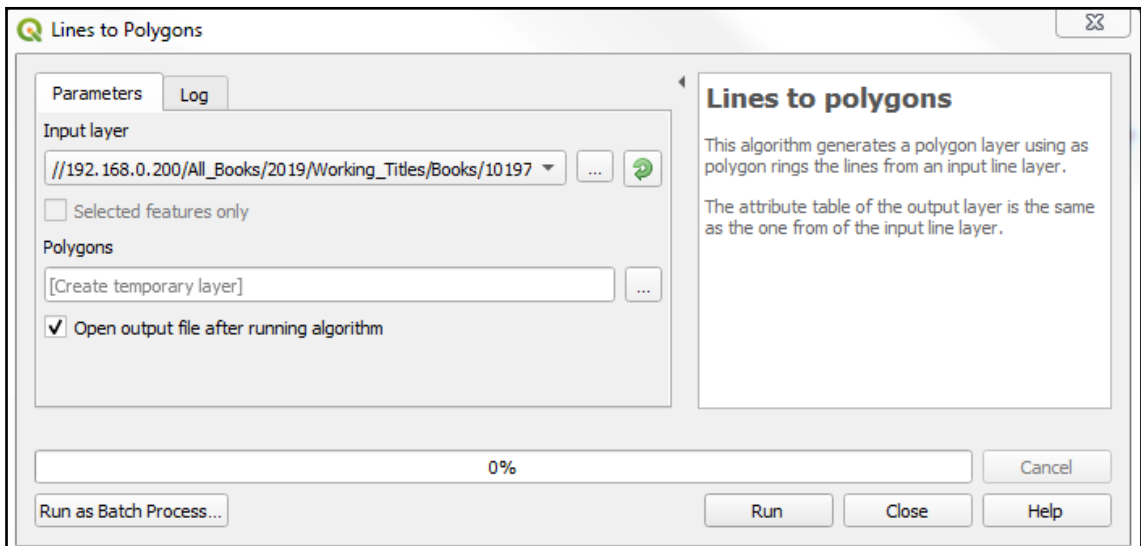 Lines to Polygons
Parameters
Log
Input layer
//192.168.0.200/All_Books/2019/Working_Titles/Books/10197
...
Selected features only
Polygons
[Create temporary layer]
...
Open output file after running algorithm
Lines to polygons
This algorithm generates a polygon layer using as
polygon rings the lines from an input line layer.
The attribute table of the output layer is the same
as the one from of the input line layer.
0%
Cancel
Run as Batch Process...
Run
Close
Help